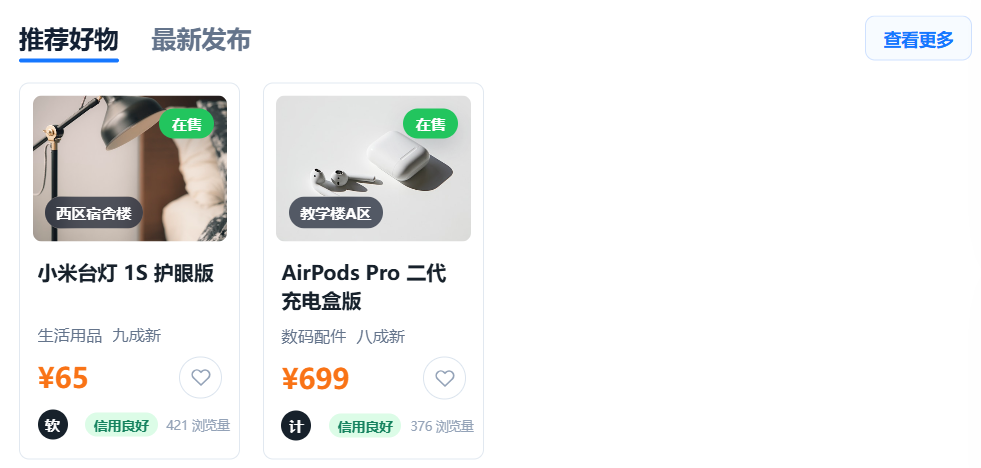 推荐好物 最新发布 查看更多
在售
西区宿舍楼
小米台灯 1S 护眼版
生活用品 九成新
¥65
软 信用良好 421 浏览量
在售
教学楼A区
AirPods Pro 二代
充电盒版
数码配件 八成新
¥699
计 信用良好 376 浏览量